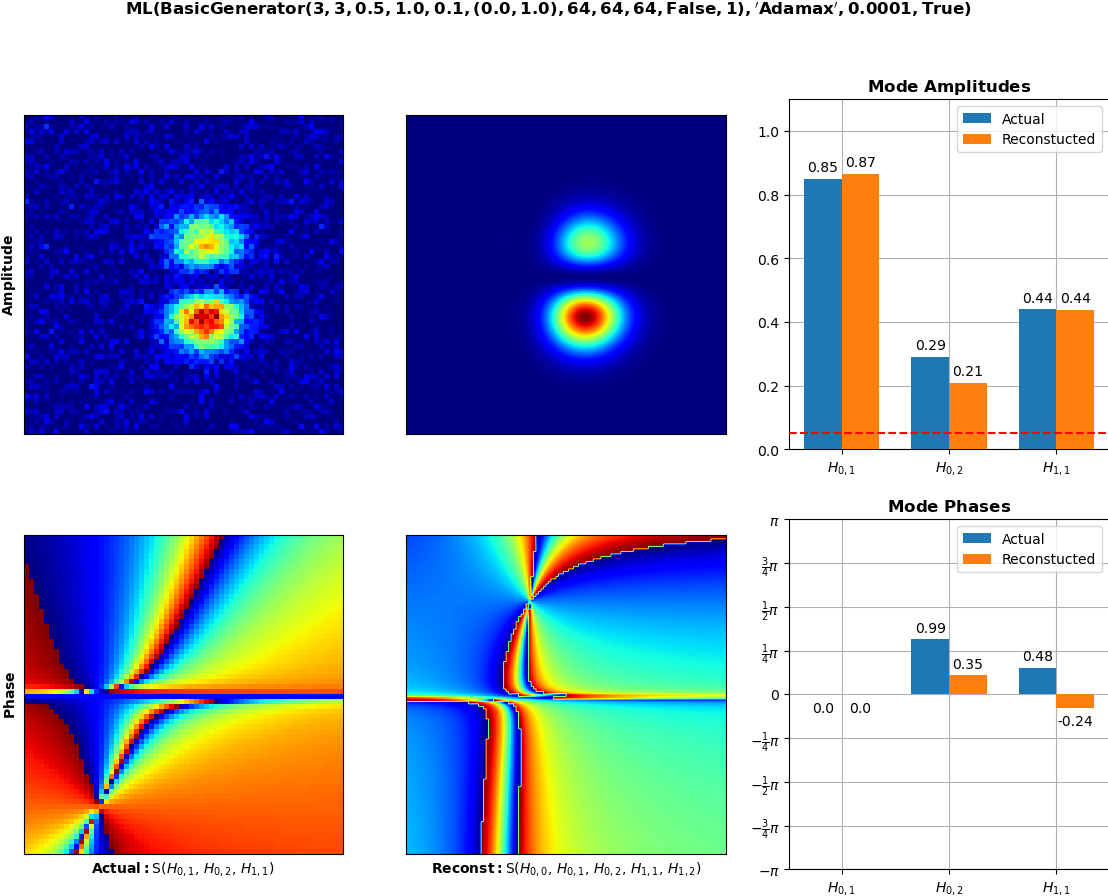 ML(BasicGenerator(3, 3, 0.5, 1.0, 0.1, (0.0, 1.0), 64, 64, 64, False, 1), ′Adamax′, 0.0001, True)
Amplitude
Mode Amplitudes
Actual
Reconstucted
1.0
0.8
0.6
0.4
0.2
0.0
0.85
0.87
0.29
0.21
0.44
0.44
H0,1
H0,2
H1,1
Phase
Actual: S(H0,1, H0,2, H1,1)
Reconst: S(H0,0, H0,1, H0,2, H1,1, H1,2)
Mode Phases
Actual
Reconstucted
π
3/4π
1/2π
1/4π
0
−1/4π
−1/2π
−3/4π
−π
0.0
0.0
0.99
0.35
0.48
-0.24
H0,1
H0,2
H1,1